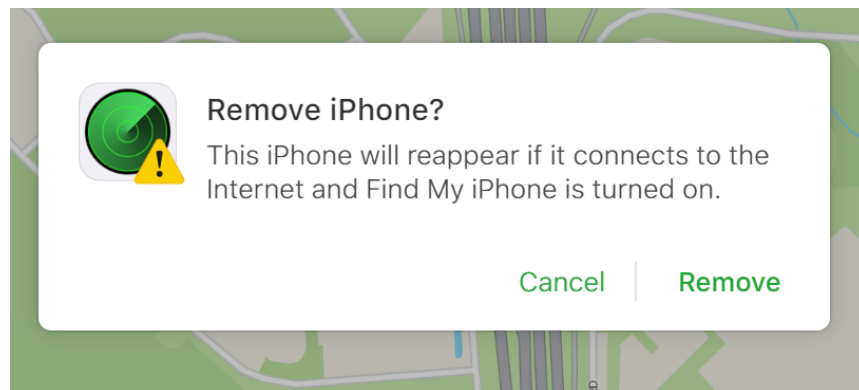 Remove iPhone?
This iPhone will reappear if it connects to the
Internet and Find My iPhone is turned on.
Cancel
Remove